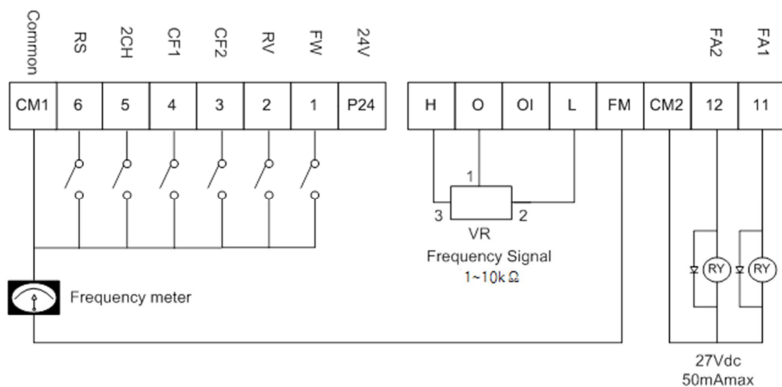 Common RS 2CH CF1 CF2 RV FW 24V FA2 FA1
CM1 6 5 4 3 2 1 P24 H O OI L FM CM2 12 11
1
3 2
VR
Frequency Signal
1~10kΩ
RY RY
Frequency meter
27Vdc
50mAmax